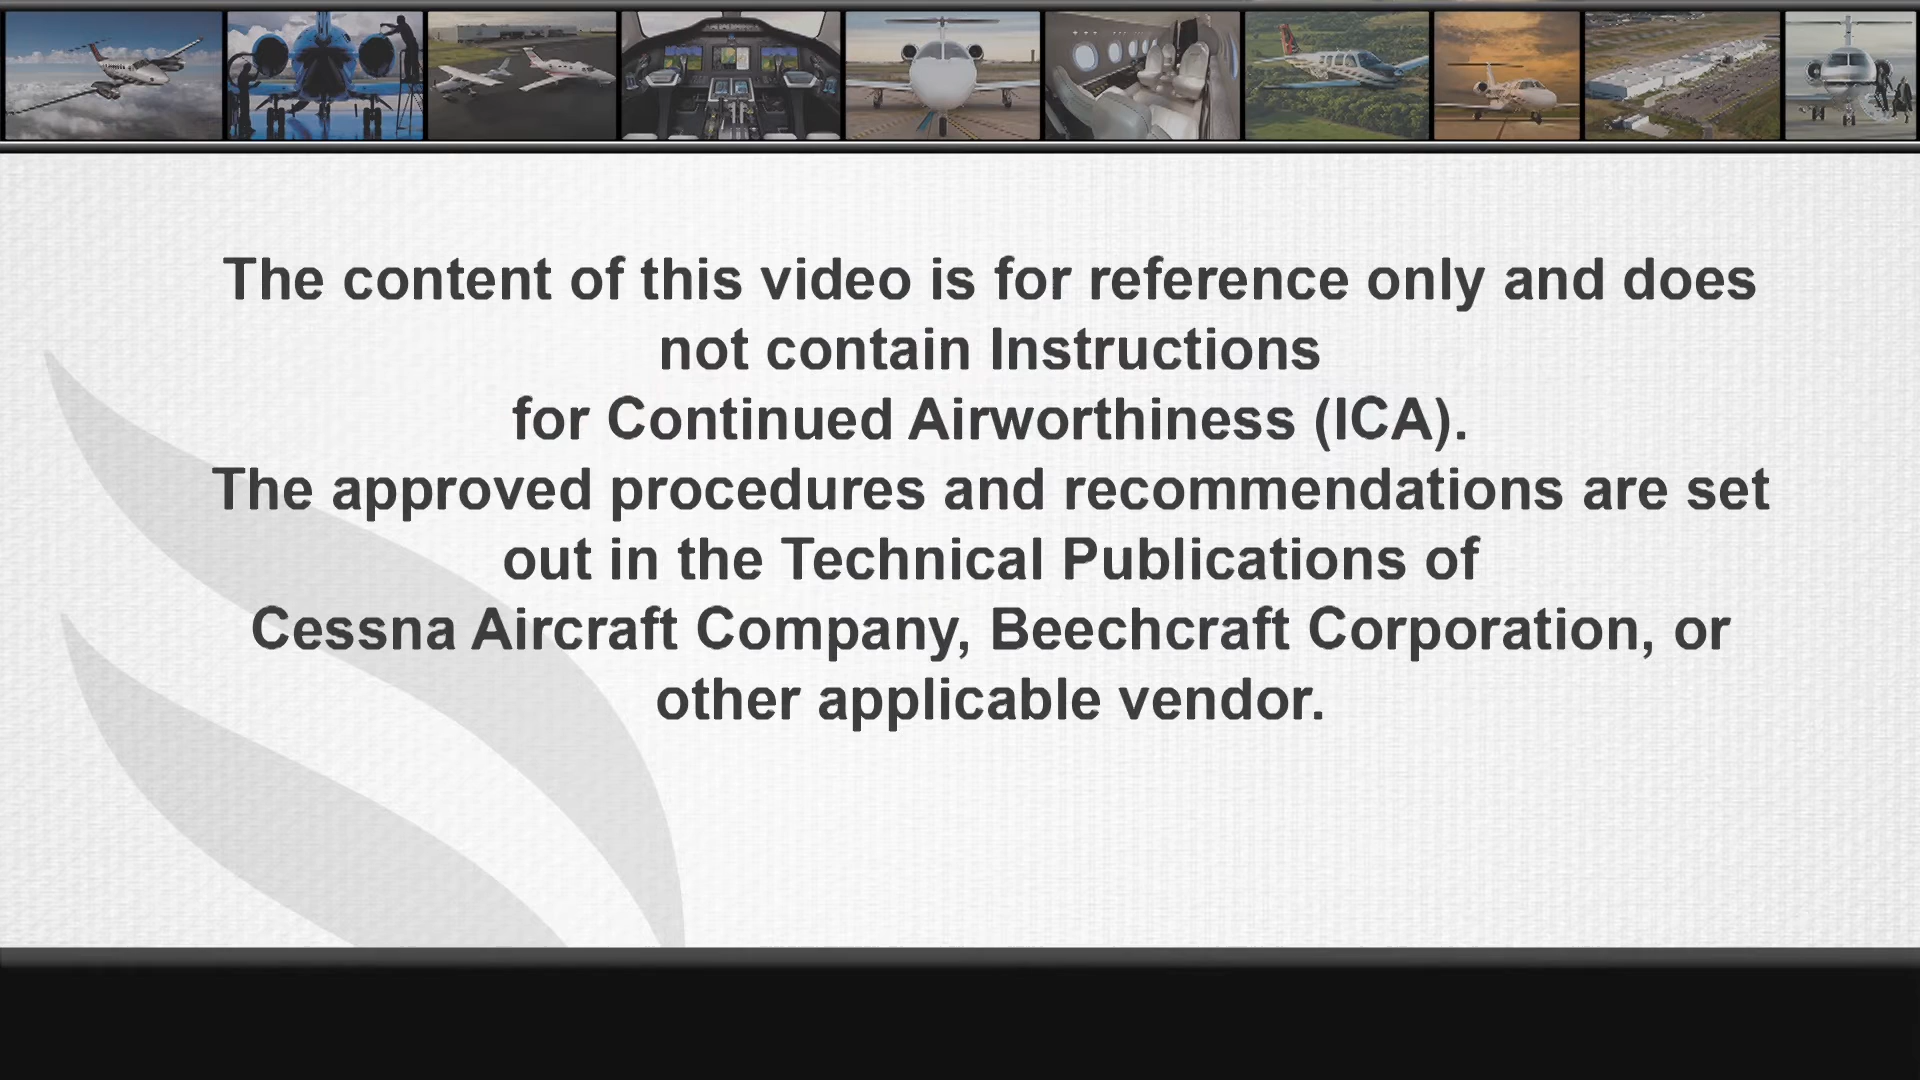 The content of this video is for reference only and does
not contain Instructions
for Continued Airworthiness (ICA).
The approved procedures and recommendations are set
out in the Technical Publications of
Cessna Aircraft Company, Beechcraft Corporation, or
other applicable vendor.